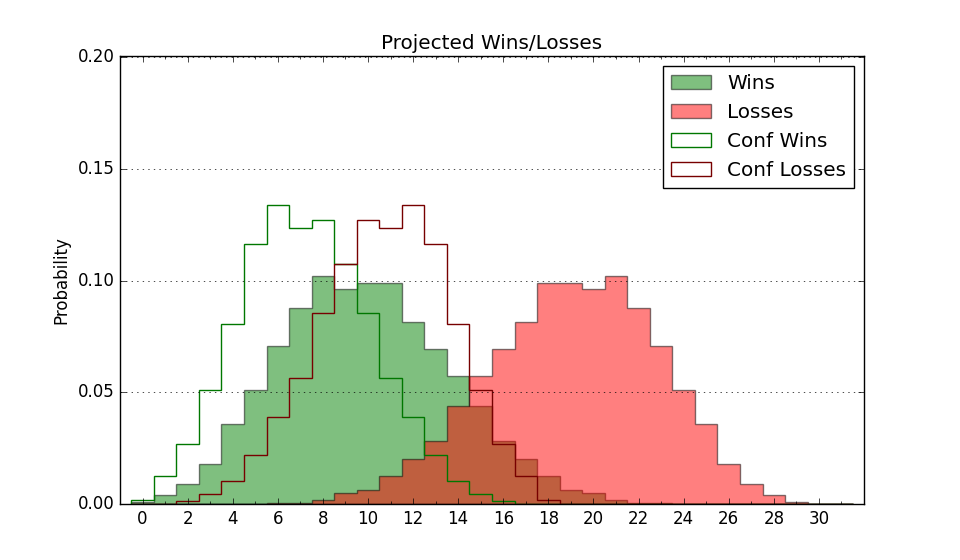 Projected Wins/Losses
0.20
0.15
0.10
0.05
0.00
Probability
Wins
Losses
Conf Wins
Conf Losses
0 2 4 6 8 10 12 14 16 18 20 22 24 26 28 30